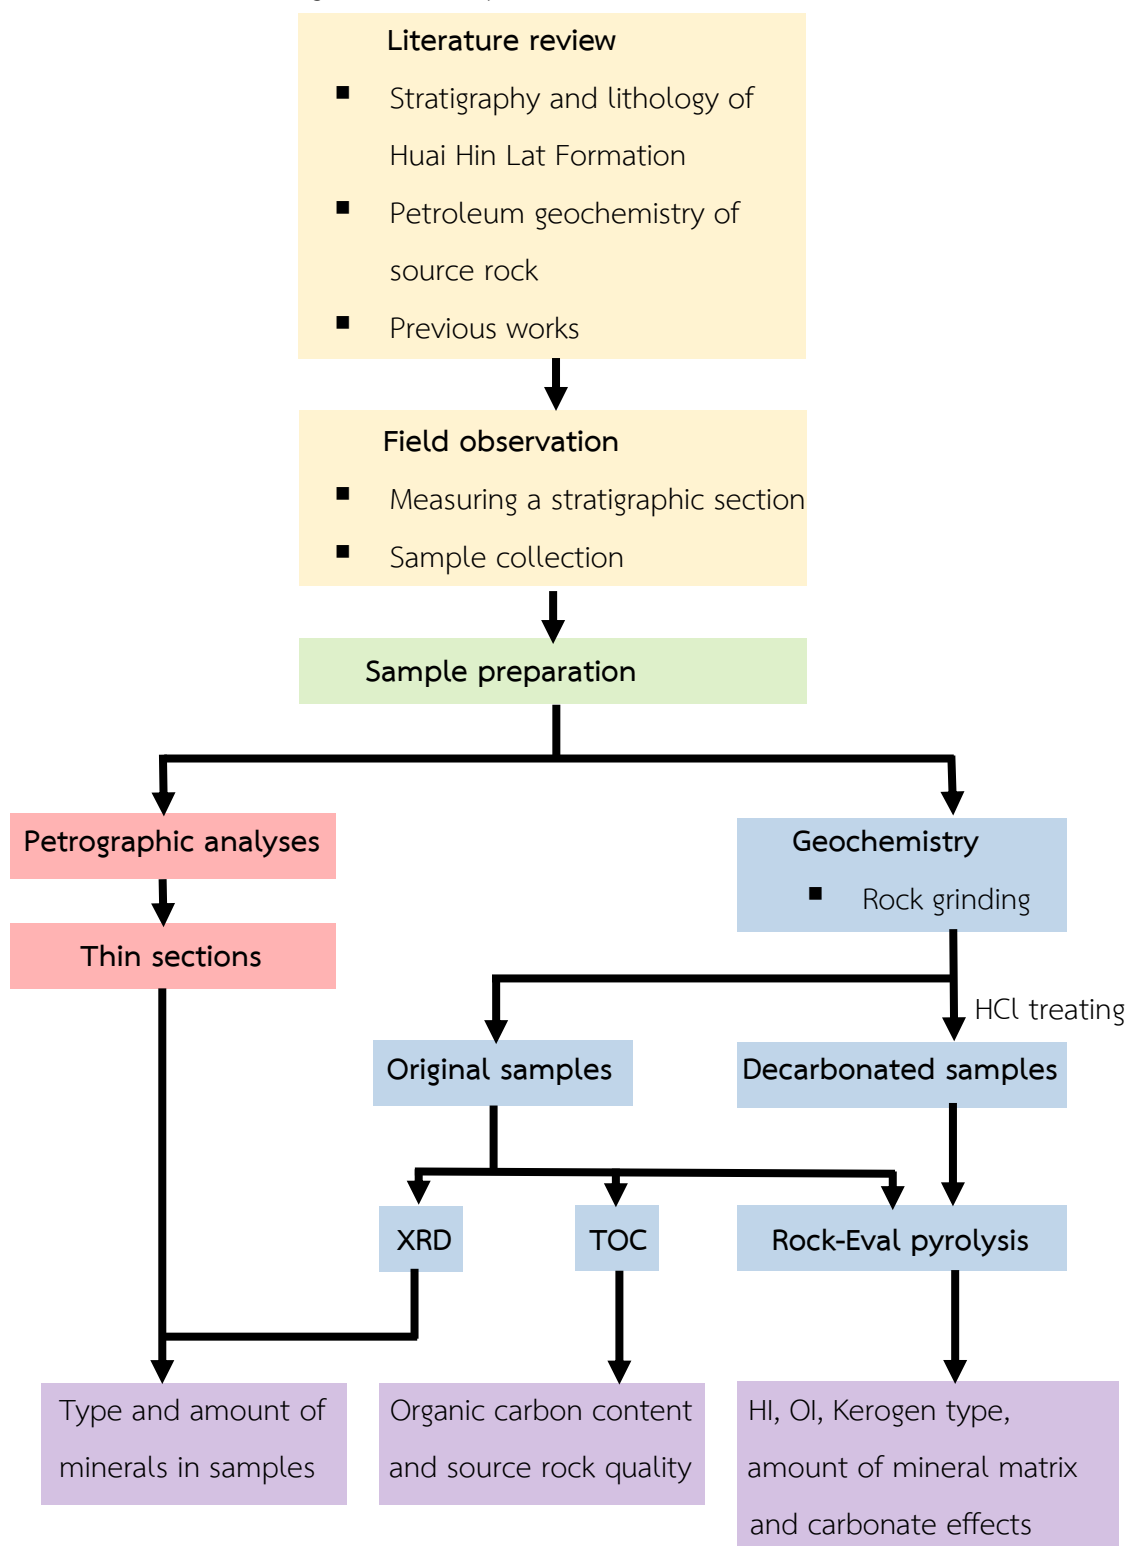 Literature review
▪ Stratigraphy and lithology of
Huai Hin Lat Formation
▪ Petroleum geochemistry of
source rock
▪ Previous works
Field observation
▪ Measuring a stratigraphic section
▪ Sample collection
Sample preparation
Petrographic analyses
Thin sections
Geochemistry
▪ Rock grinding
HCl treating
Original samples
Decarbonated samples
XRD
TOC
Rock-Eval pyrolysis
Type and amount of
minerals in samples
Organic carbon content
and source rock quality
HI, OI, Kerogen type,
amount of mineral matrix
and carbonate effects